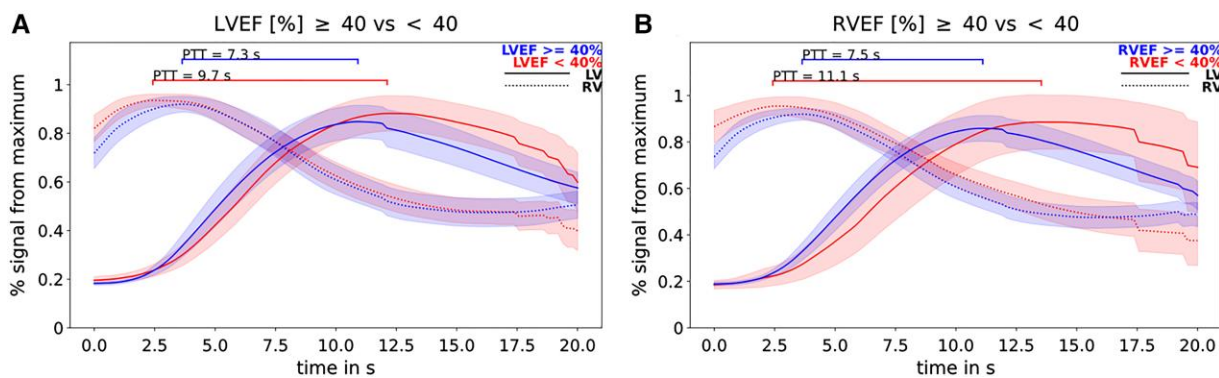 A
LVEF [%] ≥ 40 vs < 40
PTT = 7.3 s
PTT = 9.7 s
LVEF >= 40%
LVEF < 40%
LV
RV
% signal from maximum
1
0.8
0.6
0.4
0.2
0
0.0 2.5 5.0 7.5 10.0 12.5 15.0 17.5 20.0
time in s
B
RVEF [%] ≥ 40 vs < 40
PTT = 7.5 s
PTT = 11.1 s
RVEF >= 40%
RVEF < 40%
LV
RV
% signal from maximum
1
0.8
0.6
0.4
0.2
0
0.0 2.5 5.0 7.5 10.0 12.5 15.0 17.5 20.0
time in s